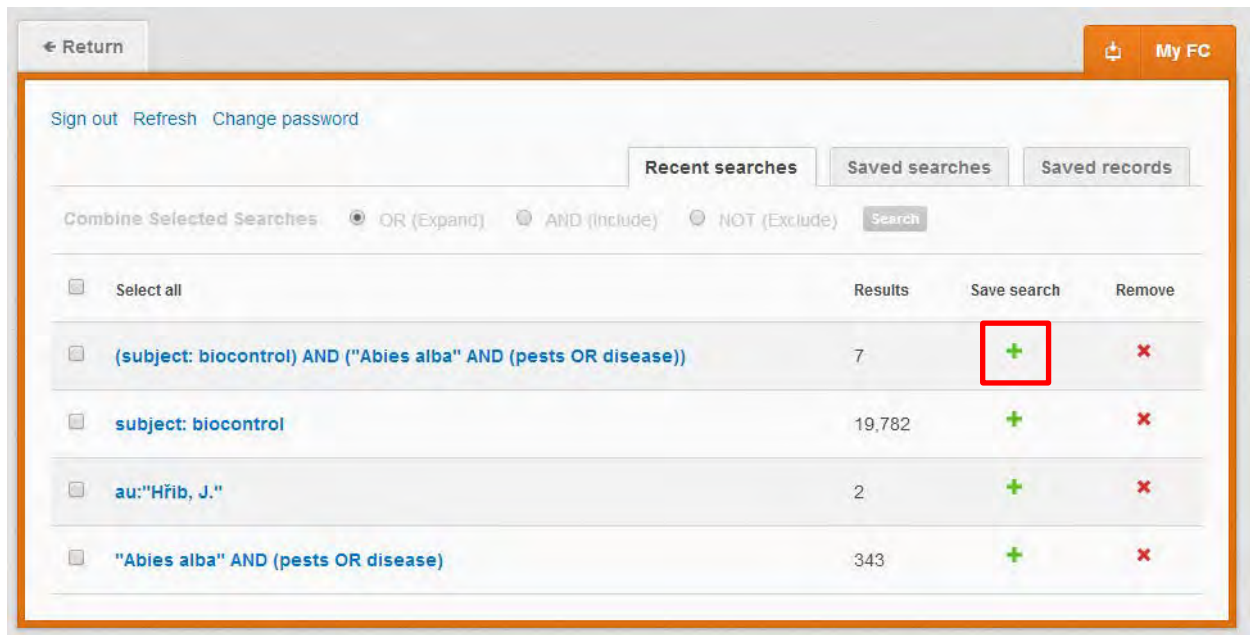 Return
My FC
Sign out Refresh Change password
Recent searches Saved searches Saved records
Combine Selected Searches OR (Expand) AND (Include) NOT (Exclude) Search
Select all Results Save search Remove
(subject: biocontrol) AND ("Abies alba" AND (pests OR disease)) 7
subject: biocontrol 19,782
au:"Hřib, J." 2
"Abies alba" AND (pests OR disease) 343